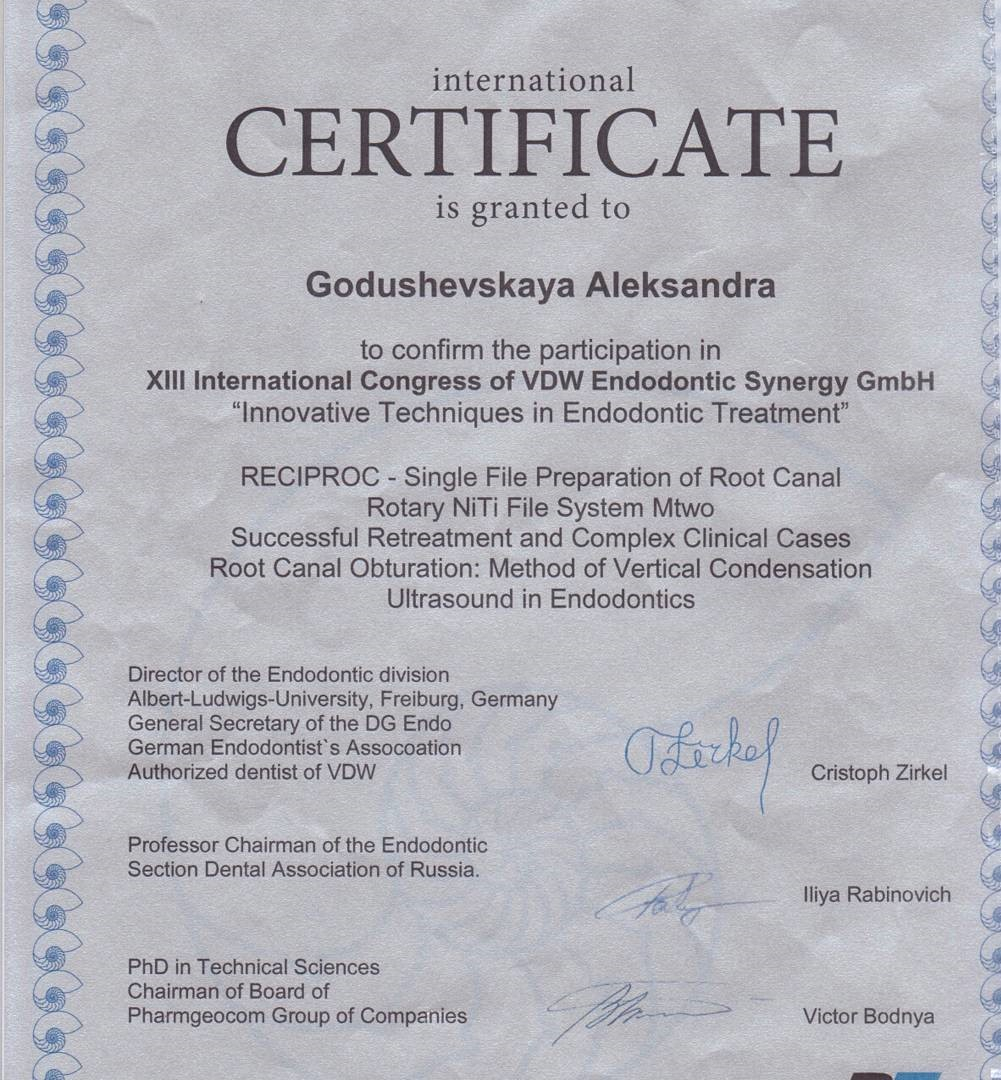 international
CERTIFICATE
is granted to
Godushevskaya Aleksandra
to confirm the participation in
XIII International Congress of VDW Endodontic Synergy GmbH
“Innovative Techniques in Endodontic Treatment”
RECIPROC - Single File Preparation of Root Canal
Rotary NiTi File System Mtwo
Successful Retreatment and Complex Clinical Cases
Root Canal Obturation: Method of Vertical Condensation
Ultrasound in Endodontics
Director of the Endodontic division
Albert-Ludwigs-University, Freiburg, Germany
General Secretary of the DG Endo
German Endodontist`s Assocoation
Authorized dentist of VDW
Cristoph Zirkel
Professor Chairman of the Endodontic
Section Dental Association of Russia.
Iliya Rabinovich
PhD in Technical Sciences
Chairman of Board of
Pharmgeocom Group of Companies
Victor Bodnya